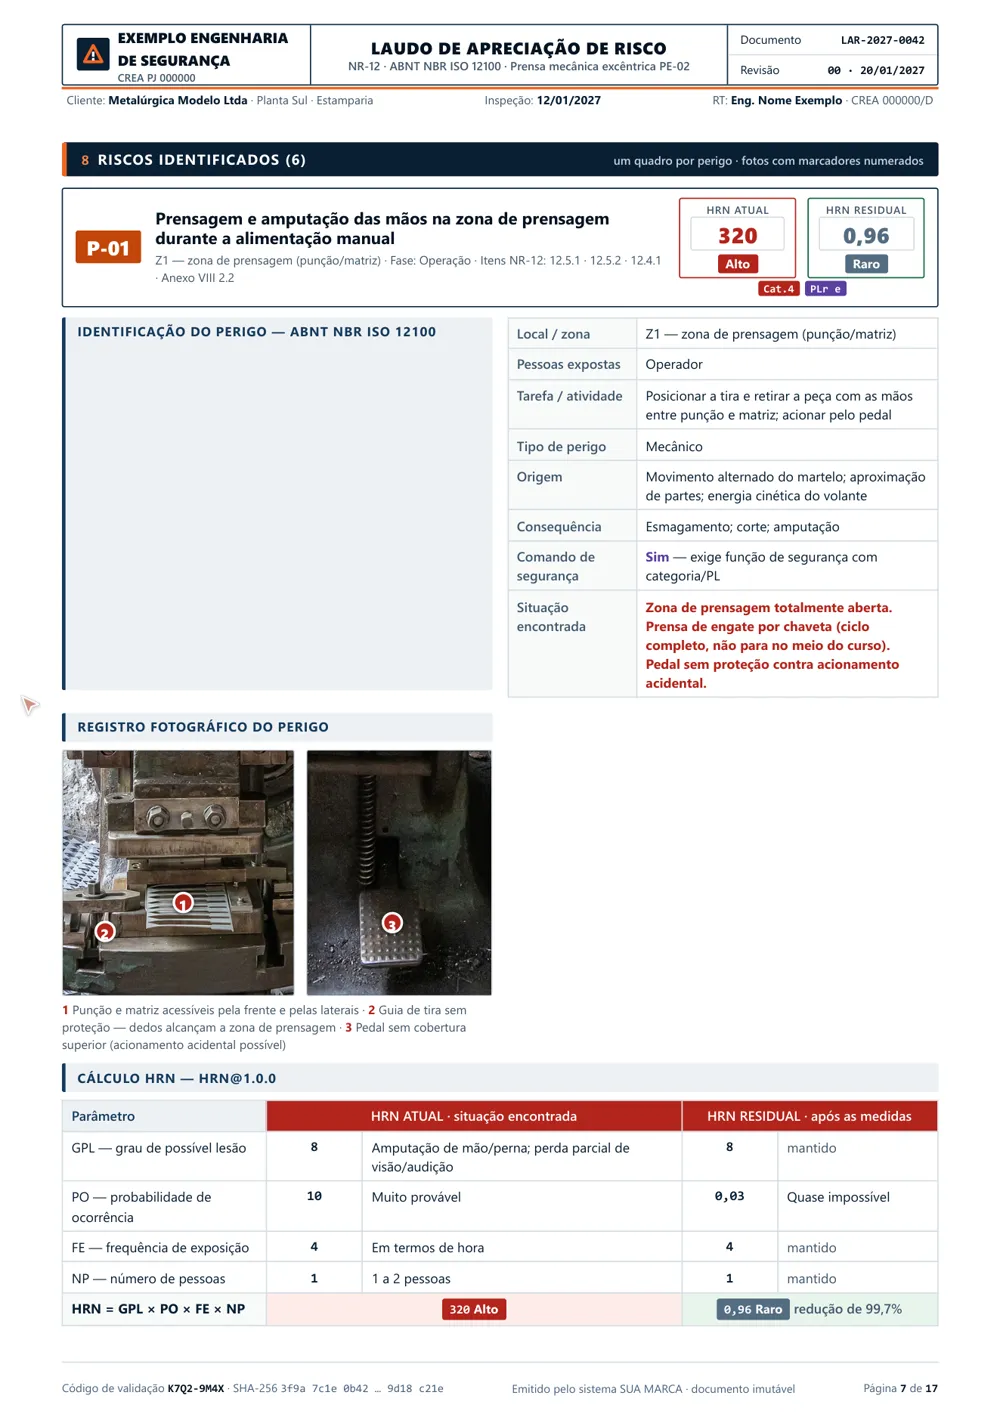 EXEMPLO ENGENHARIA
DE SEGURANÇA
CREA PJ 000000
LAUDO DE APRECIAÇÃO DE RISCO
NR-12 · ABNT NBR ISO 12100 · Prensa mecânica excêntrica PE-02
Documento LAR-2027-0042
Revisão 00 · 20/01/2027
Cliente: Metalúrgica Modelo Ltda · Planta Sul · Estamparia Inspeção: 12/01/2027 RT: Eng. Nome Exemplo · CREA 000000/D
8 RISCOS IDENTIFICADOS (6) um quadro por perigo · fotos com marcadores numerados
P-01
Prensagem e amputação das mãos na zona de prensagem
durante a alimentação manual
Z1 — zona de prensagem (punção/matriz) · Fase: Operação · Itens NR-12: 12.5.1 · 12.5.2 · 12.4.1
· Anexo VIII 2.2
HRN ATUAL
320
Alto
HRN RESIDUAL
0,96
Raro
Cat.4 PLr e
IDENTIFICAÇÃO DO PERIGO — ABNT NBR ISO 12100
Local / zona Z1 — zona de prensagem (punção/matriz)
Pessoas expostas Operador
Tarefa / atividade Posicionar a tira e retirar a peça com as mãos
entre punção e matriz; acionar pelo pedal
Tipo de perigo Mecânico
Origem Movimento alternado do martelo; aproximação
de partes; energia cinética do volante
Consequência Esmagamento; corte; amputação
Comando de Sim — exige função de segurança com
segurança categoria/PL
Situação Zona de prensagem totalmente aberta.
encontrada Prensa de engate por chaveta (ciclo
completo, não para no meio do curso).
Pedal sem proteção contra acionamento
acidental.
REGISTRO FOTOGRÁFICO DO PERIGO
1
2
3
1 Punção e matriz acessíveis pela frente e pelas laterais · 2 Guia de tira sem
proteção — dedos alcançam a zona de prensagem · 3 Pedal sem cobertura
superior (acionamento acidental possível)
CÁLCULO HRN — HRN@1.0.0
Parâmetro HRN ATUAL · situação encontrada HRN RESIDUAL · após as medidas
GPL — grau de possível lesão 8 Amputação de mão/perna; perda parcial de 8 mantido
visão/audição
PO — probabilidade de 10 Muito provável 0,03 Quase impossível
ocorrência
FE — frequência de exposição 4 Em termos de hora 4 mantido
NP — número de pessoas 1 1 a 2 pessoas 1 mantido
HRN = GPL × PO × FE × NP 320 Alto 0,96 Raro redução de 99,7%
Código de validação K7Q2-9M4X · SHA-256 3f9a 7c1e 0b42 … 9d18 c21e Emitido pelo sistema SUA MARCA · documento imutável Página 7 de 17